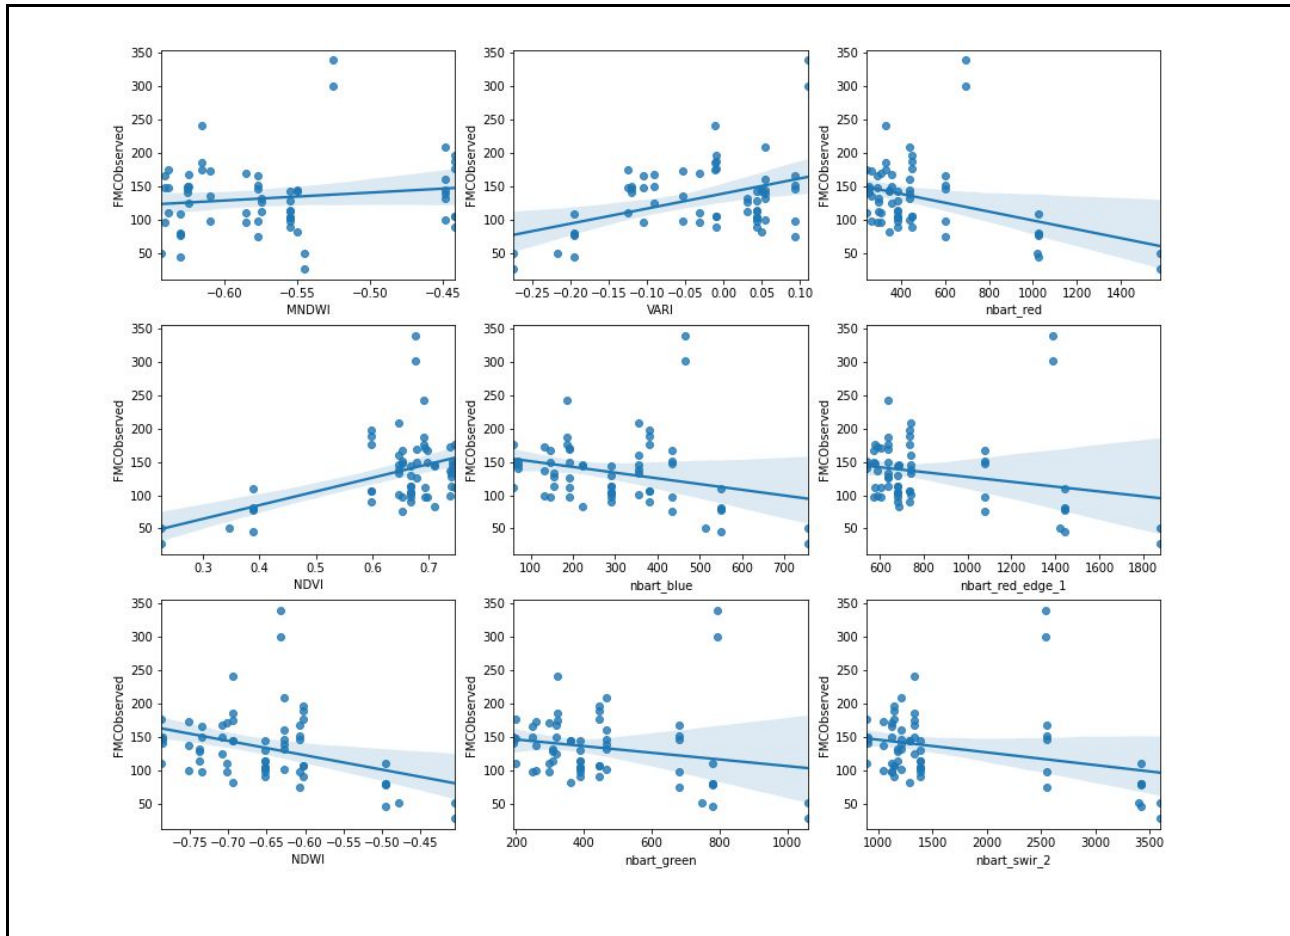 350
300
250
200
150
100
50
FMCObserved
−0.60 −0.55 −0.50 −0.45
MNDWI
350
300
250
200
150
100
50
FMCObserved
−0.25 −0.20 −0.15 −0.10 −0.05 0.00 0.05 0.10
VARI
350
300
250
200
150
100
50
FMCObserved
400 600 800 1000 1200 1400
nbart_red
350
300
250
200
150
100
50
FMCObserved
0.3 0.4 0.5 0.6 0.7
NDVI
350
300
250
200
150
100
50
FMCObserved
100 200 300 400 500 600 700
nbart_blue
350
300
250
200
150
100
50
FMCObserved
600 800 1000 1200 1400 1600 1800
nbart_red_edge_1
350
300
250
200
150
100
50
FMCObserved
−0.75 −0.70 −0.65 −0.60 −0.55 −0.50 −0.45
NDWI
350
300
250
200
150
100
50
FMCObserved
200 400 600 800 1000
nbart_green
350
300
250
200
150
100
50
FMCObserved
1000 1500 2000 2500 3000 3500
nbart_swir_2